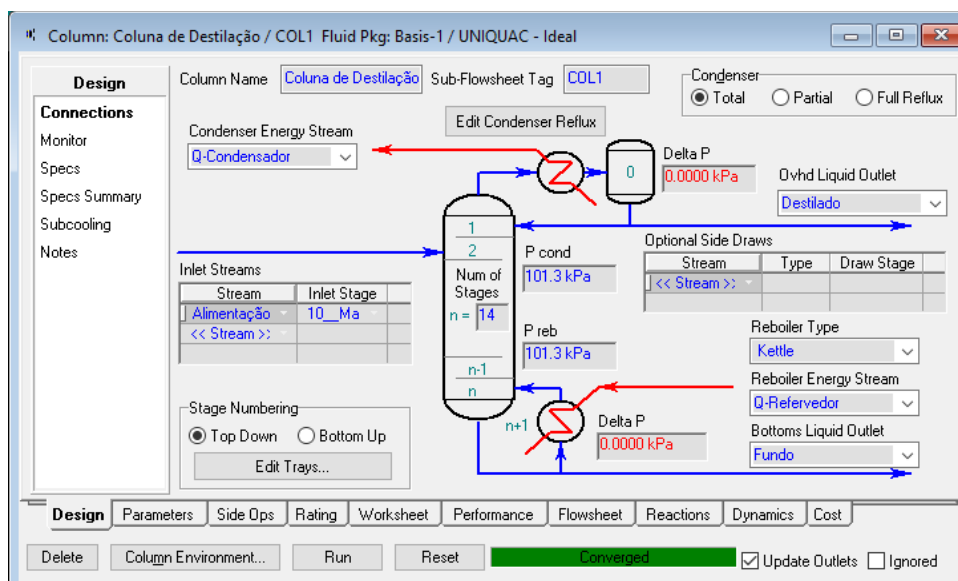 Column: Coluna de Destilação / COL1 Fluid Pkg: Basis-1 / UNIQUAC - Ideal
Design
Connections
Monitor
Specs
Specs Summary
Subcooling
Notes
Column Name
Coluna de Destilação
Sub-Flowsheet Tag
COL1
Condenser
Total
Partial
Full Reflux
Edit Condenser Reflux
Condenser Energy Stream
Q-Condensador
0
Delta P
0.0000 kPa
Ovhd Liquid Outlet
Destilado
1
2
Num of
Stages
n = 14
n-1
n
n+1
P cond
101.3 kPa
P reb
101.3 kPa
Optional Side Draws
Stream Type Draw Stage
<< Stream >>
Inlet Streams
Stream Inlet Stage
Alimentação 10__Ma
<< Stream >>
Reboiler Type
Kettle
Reboiler Energy Stream
Q-Refervedor
Bottoms Liquid Outlet
Fundo
Delta P
0.0000 kPa
Stage Numbering
Top Down
Bottom Up
Edit Trays...
Design Parameters Side Ops Rating Worksheet Performance Flowsheet Reactions Dynamics Cost
Delete Column Environment... Run Reset Converged Update Outlets Ignored